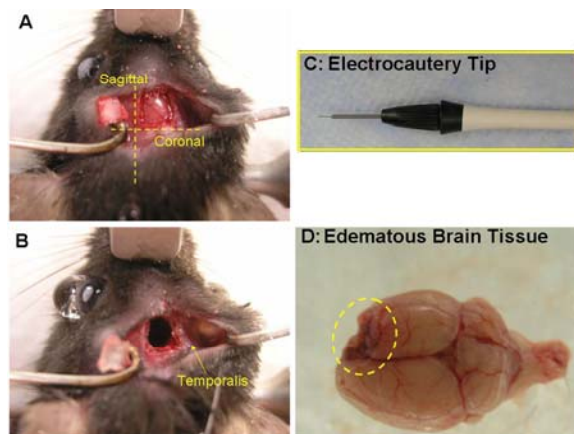 A
Sagittal
Coronal
B
Temporalis
C: Electrocautery Tip
D: Edematous Brain Tissue